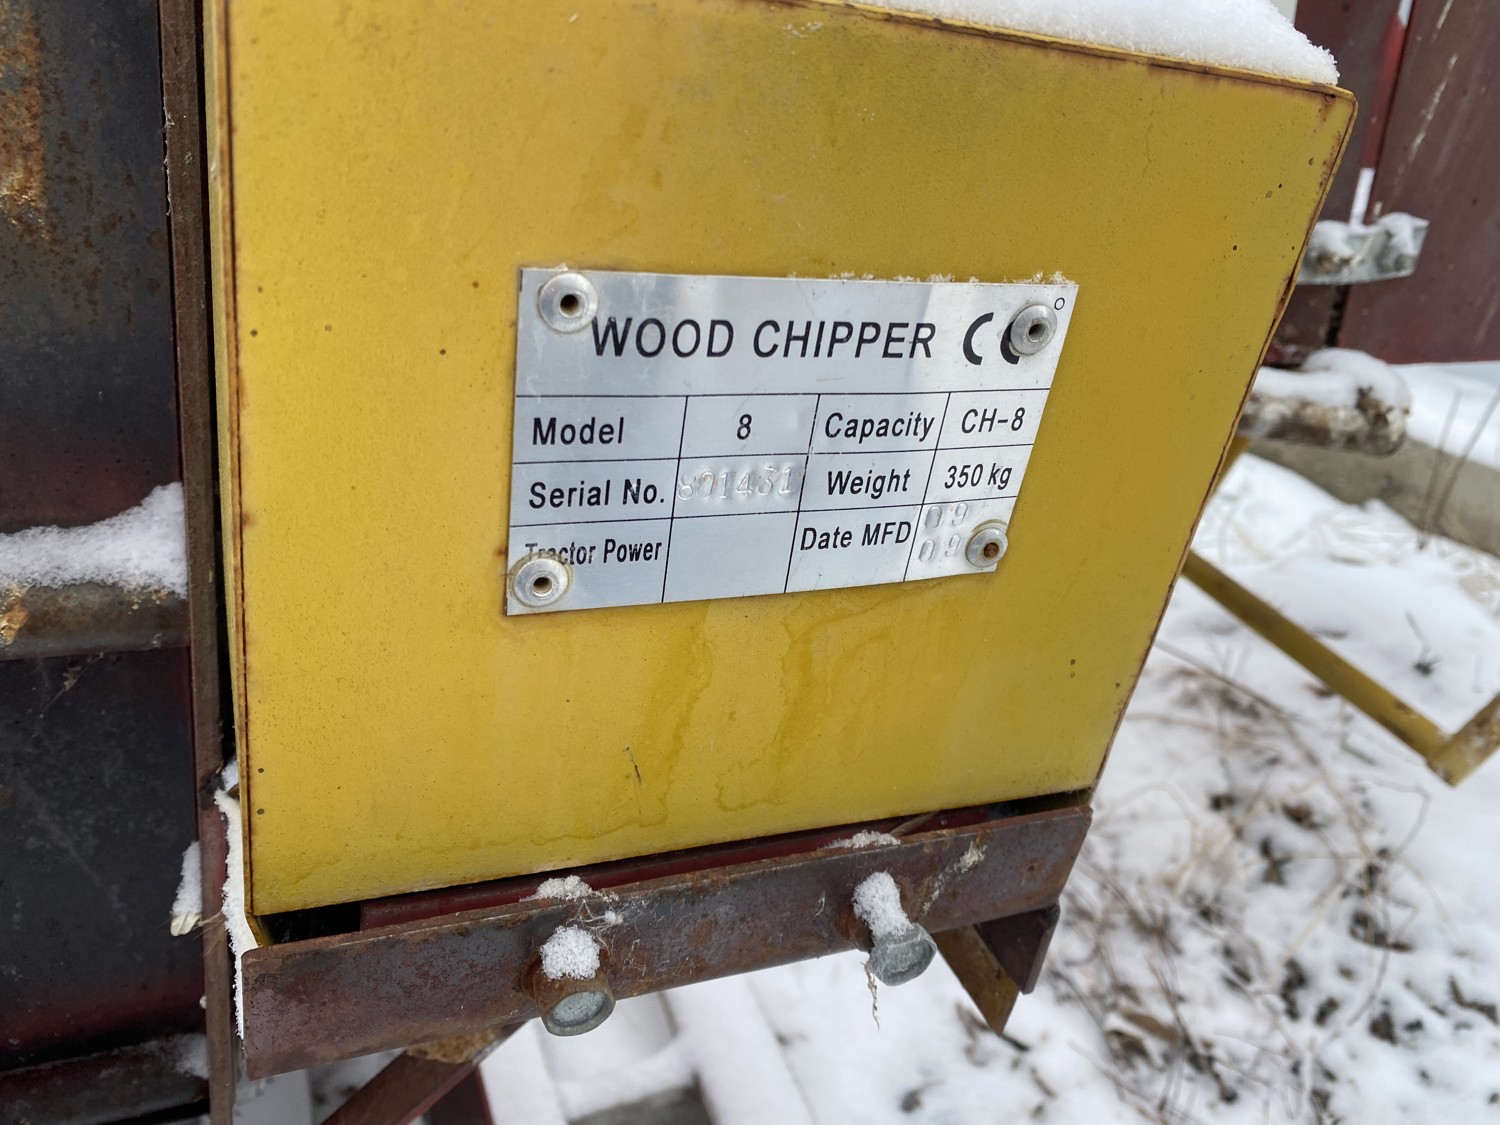 WOOD CHIPPER CE
Model 8 Capacity CH-8
Serial No. 801431 Weight 350 kg
Tractor Power Date MFD 09
09